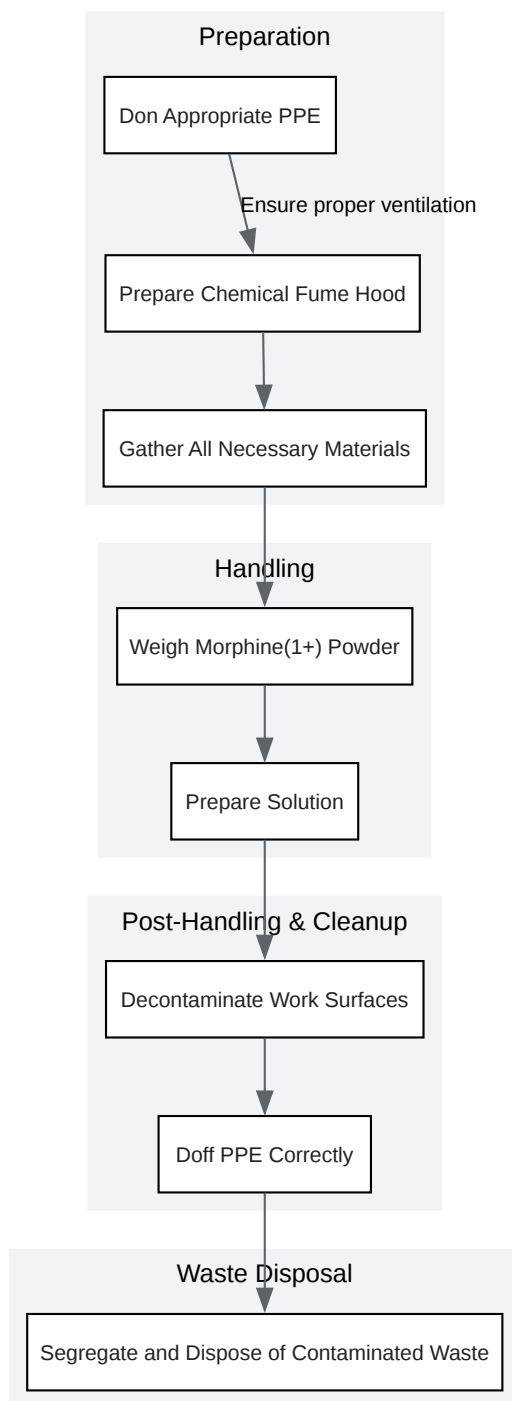 Preparation
Don Appropriate PPE
Ensure proper ventilation
Prepare Chemical Fume Hood
Gather All Necessary Materials
Handling
Weigh Morphine(1+) Powder
Prepare Solution
Post-Handling & Cleanup
Decontaminate Work Surfaces
Doff PPE Correctly
Waste Disposal
Segregate and Dispose of Contaminated Waste